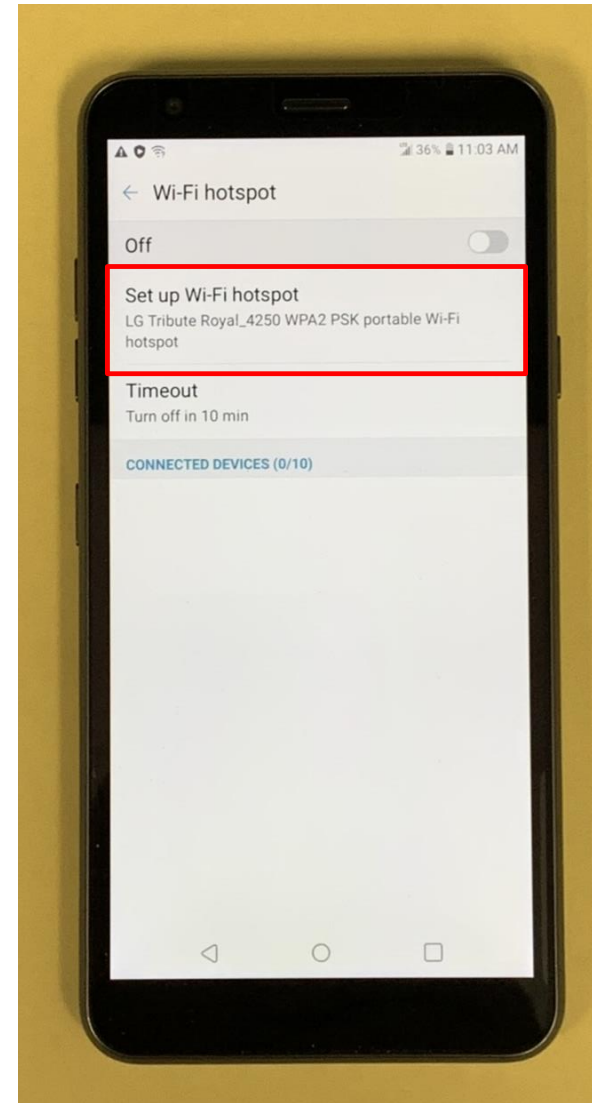 36% 11:03 AM
Wi-Fi hotspot
Off
Set up Wi-Fi hotspot
LG Tribute Royal_4250 WPA2 PSK portable Wi-Fi
hotspot
Timeout
Turn off in 10 min
CONNECTED DEVICES (0/10)